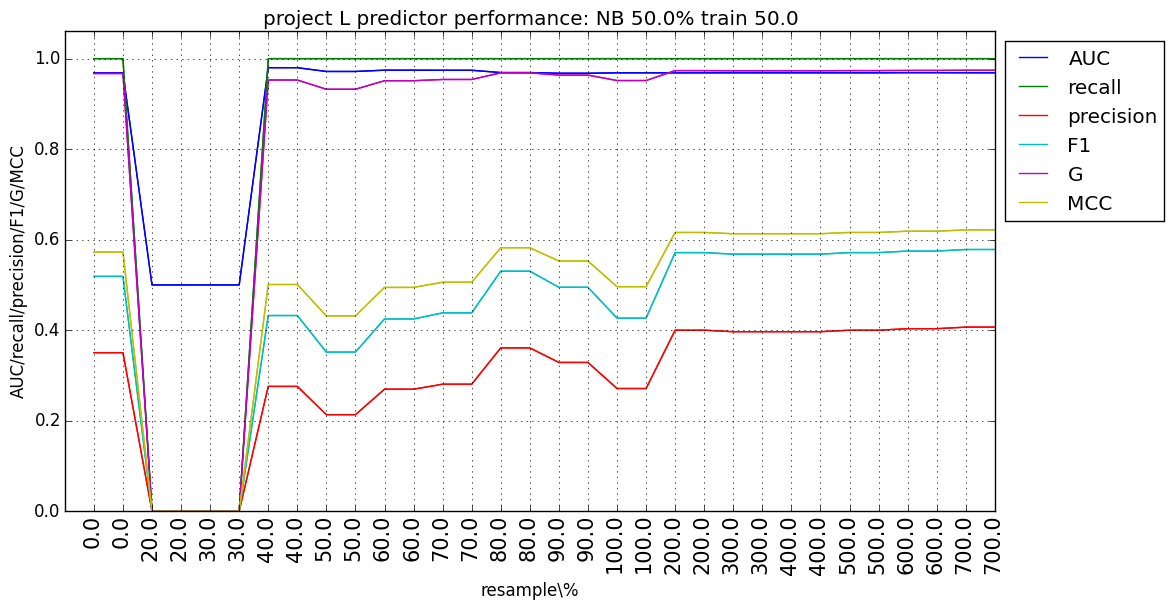 project L predictor performance: NB 50.0% train 50.0
AUC/recall/precision/F1/G/MCC
1.0
0.8
0.6
0.4
0.2
0.0
0.0 0.0 20.0 20.0 30.0 30.0 40.0 40.0 50.0 50.0 60.0 60.0 70.0 70.0 80.0 80.0 90.0 90.0 100.0 100.0 200.0 200.0 300.0 300.0 400.0 400.0 500.0 500.0 600.0 600.0 700.0 700.0
resample\%
AUC
recall
precision
F1
G
MCC